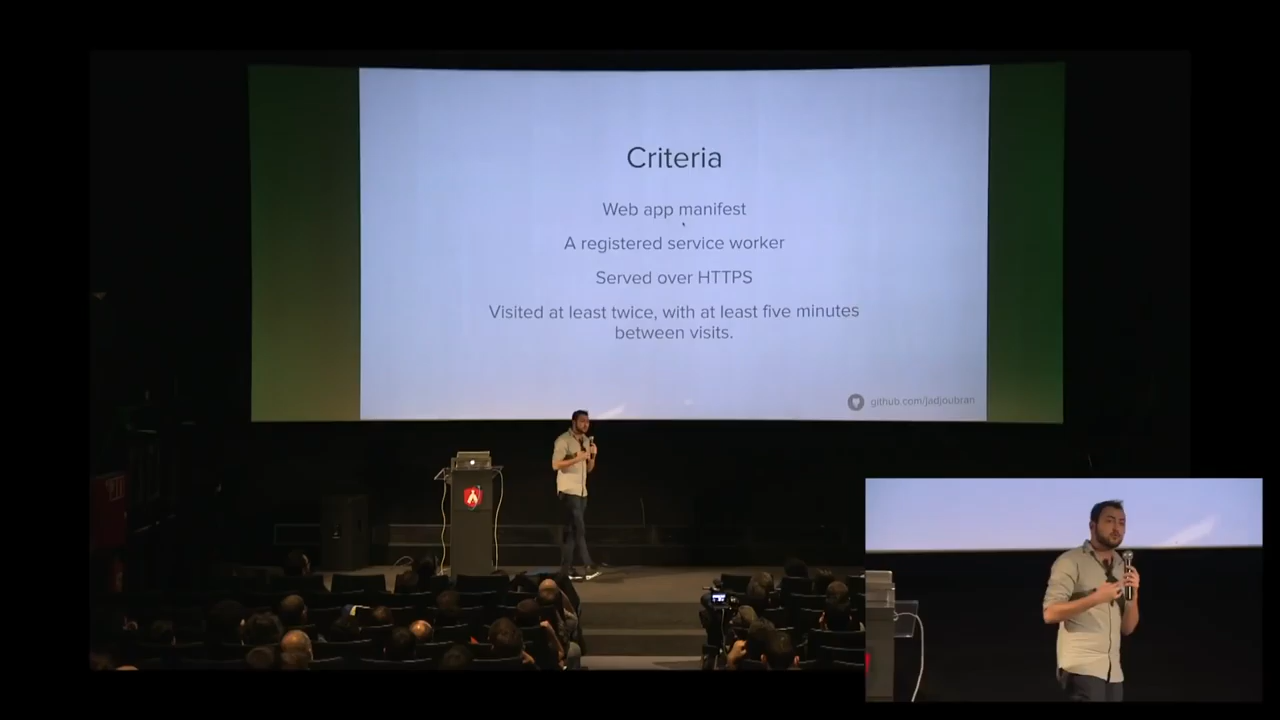 Criteria
Web app manifest
A registered service worker
Served over HTTPS
Visited at least twice, with at least five minutes
between visits.
github.com/jadjoubran